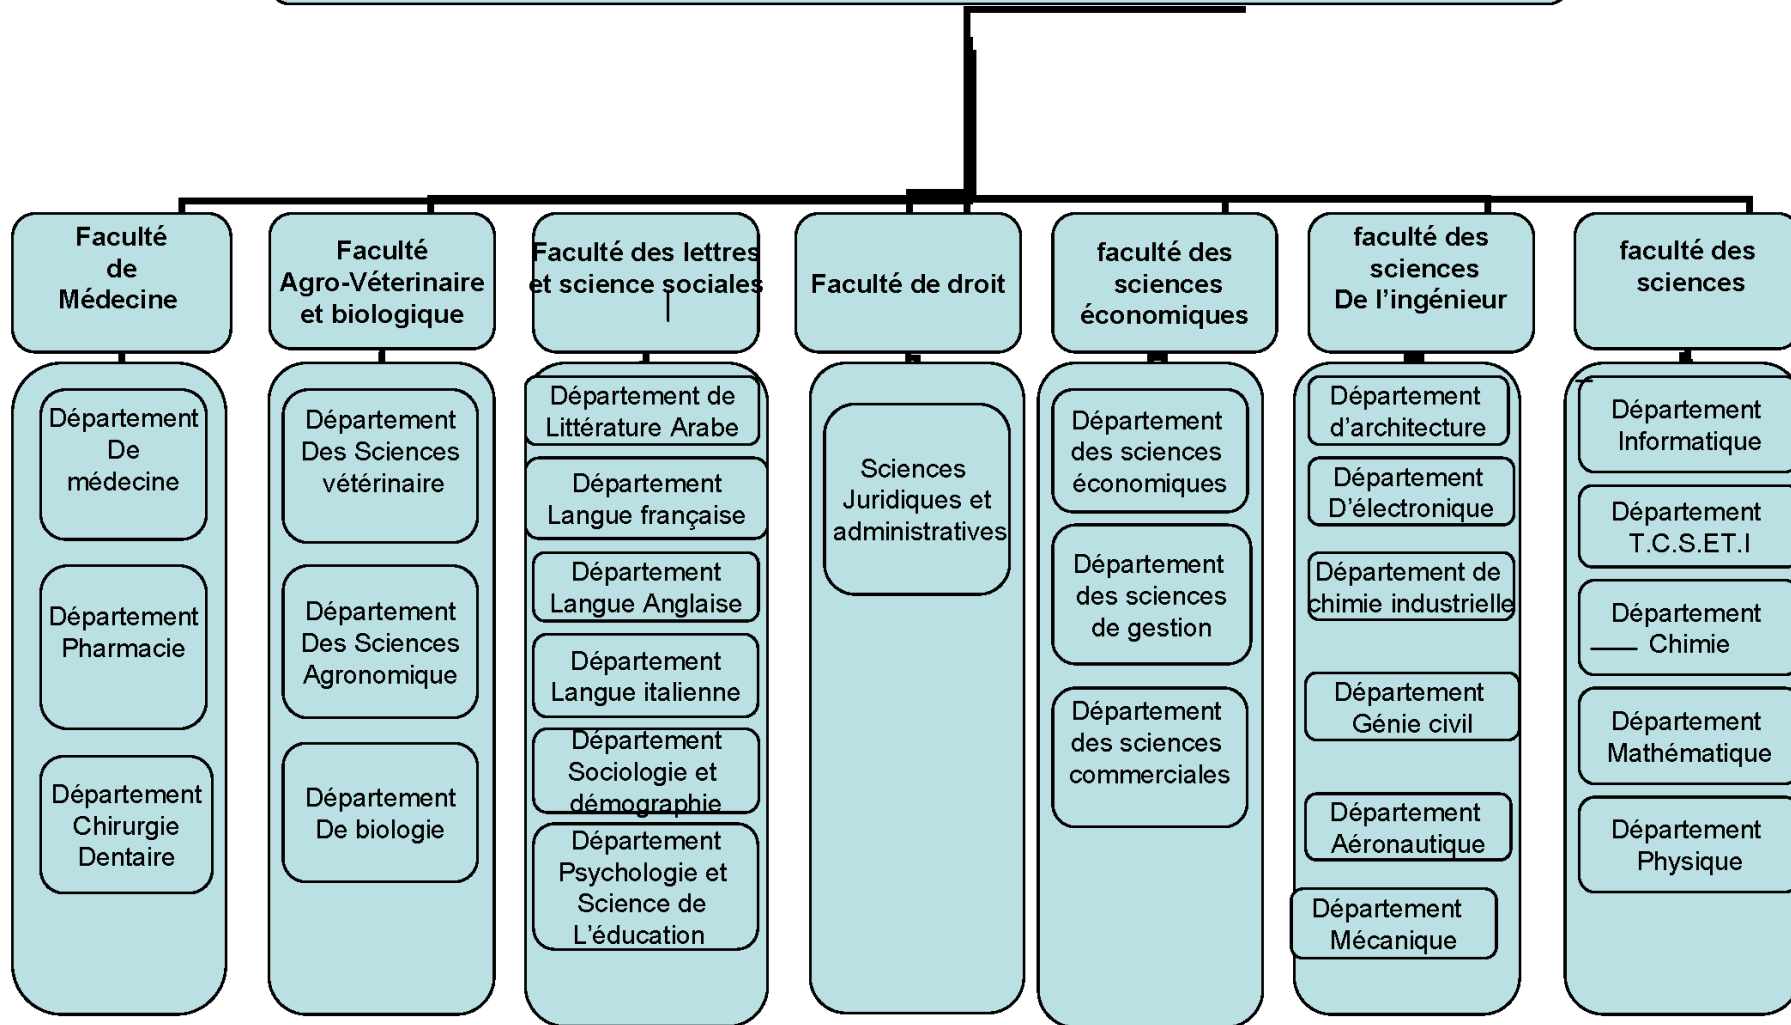 Faculté
de
Médecine
Faculté
Agro-Véterinaire
et biologique
Faculté des lettres
et science sociales
Faculté de droit
faculté des
sciences
économiques
faculté des
sciences
De l'ingénieur
faculté des
sciences
Département
De
médecine
Département
Pharmacie
Département
Chirurgie
Dentaire
Département
Des Sciences
vétérinaire
Département
Des Sciences
Agronomique
Département
De biologie
Département de
Littérature Arabe
Département
Langue française
Département
Langue Anglaise
Département
Langue italienne
Département
Sociologie et
démographie
Département
Psychologie et
Science de
L'éducation
Sciences
Juridiques et
administratives
Département
des sciences
économiques
Département
des sciences
de gestion
Département
des sciences
commerciales
Département
d'architecture
Département
D'électronique
Département de
chimie industrielle
Département
Génie civil
Département
Aéronautique
Département
Mécanique
Département
Informatique
Département
T.C.S.ET.I
Département
Chimie
Département
Mathématique
Département
Physique